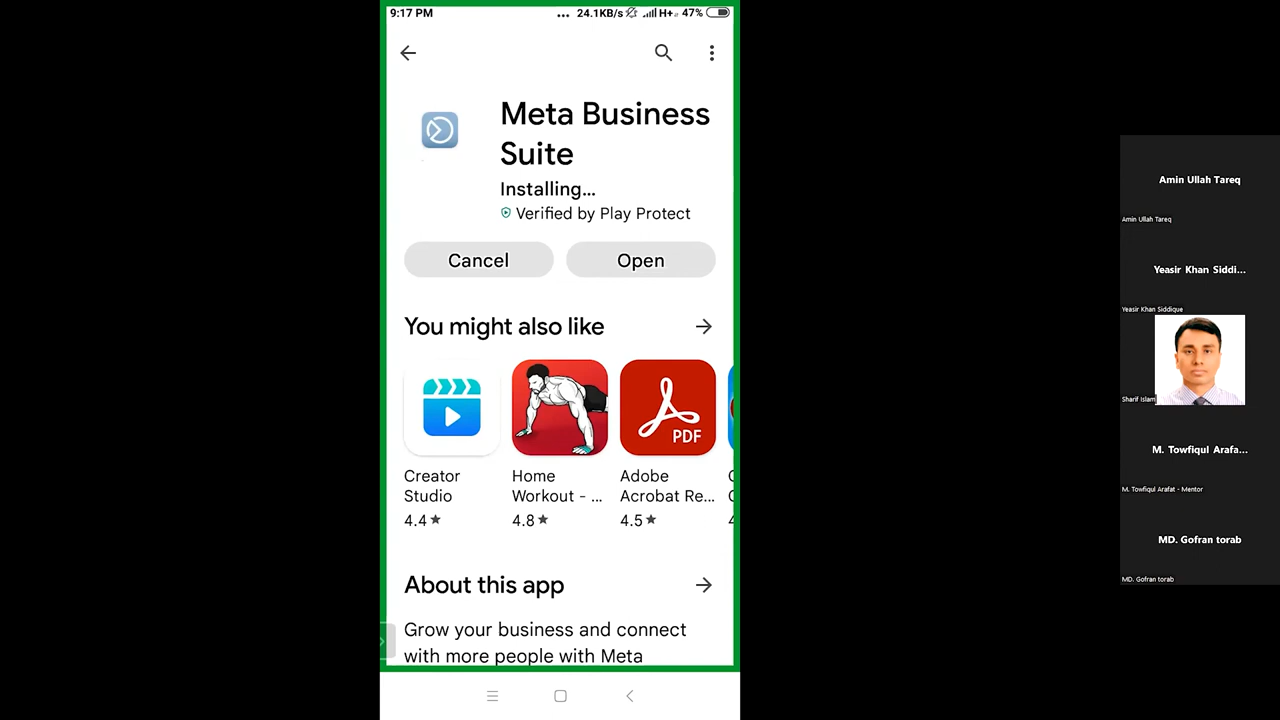 9:17 PM
... 24.1KB/s H+ 47%
Meta Business
Suite
Installing...
Verified by Play Protect
Cancel
Open
You might also like
PDF
Creator
Studio
4.4★
Home
Workout - ...
4.8★
Adobe
Acrobat Re...
4.5★
About this app
Grow your business and connect
with more people with Meta
Amin Ullah Tareq
Amin Ullah Tareq
Yeasir Khan Siddi...
Yeasir Khan Siddique
Sharif Islam
M. Towfiqul Arafa...
M. Towfiqul Arafat - Mentor
MD. Gofran torab
MD. Gofran torab